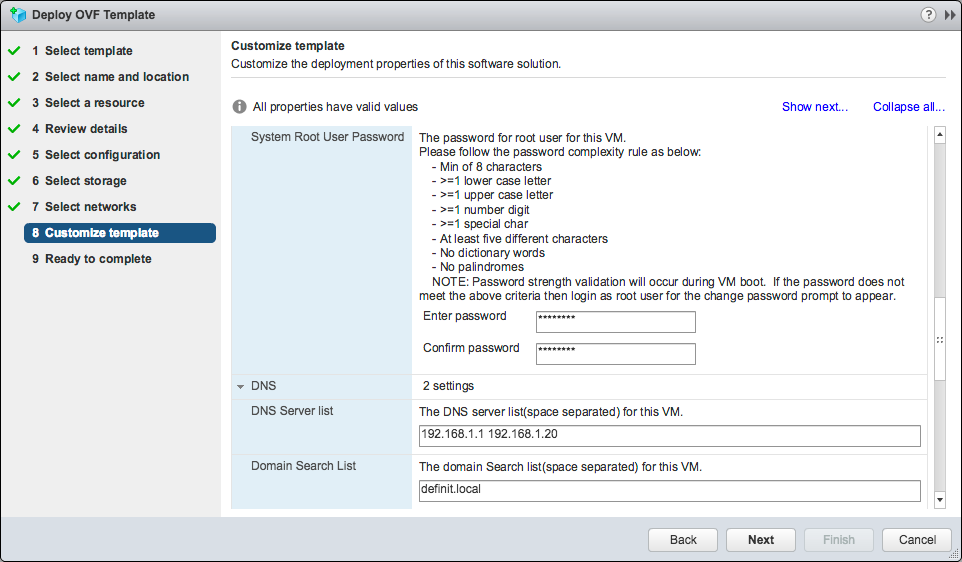 Deploy OVF Template
?
1 Select template
2 Select name and location
3 Select a resource
4 Review details
5 Select configuration
6 Select storage
7 Select networks
8 Customize template
9 Ready to complete
Customize template
Customize the deployment properties of this software solution.
All properties have valid values
Show next...
Collapse all...
System Root User Password
The password for root user for this VM.
Please follow the password complexity rule as below:
- Min of 8 characters
- >=1 lower case letter
- >=1 upper case letter
- >=1 number digit
- >=1 special char
- At least five different characters
- No dictionary words
- No palindromes
NOTE: Password strength validation will occur during VM boot. If the password does not
meet the above criteria then login as root user for the change password prompt to appear.
Enter password
********
Confirm password
********
DNS
2 settings
DNS Server list
The DNS server list(space separated) for this VM.
192.168.1.1 192.168.1.20
Domain Search List
The domain Search list(space separated) for this VM.
definit.local
Back
Next
Finish
Cancel